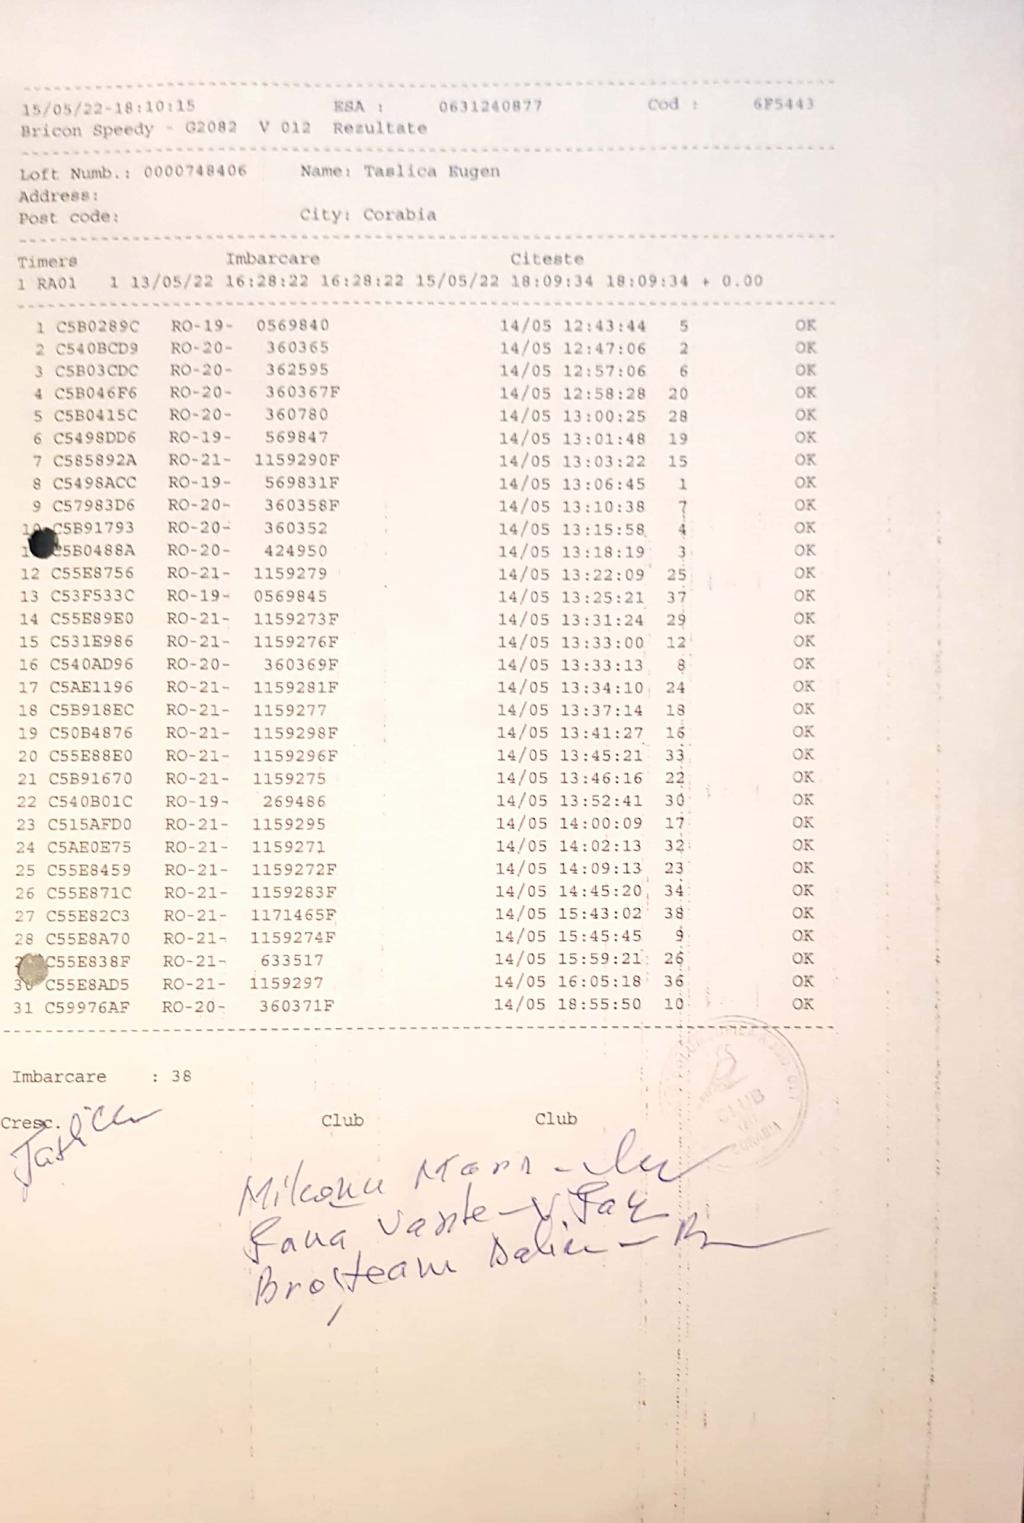 15/05/22-18:10:15 ESA : 0631240877 Cod : 6F5443
Bricon Speedy - G2082 V 012 Rezultate
Loft Numb.: 0000748406 Name: Taslica Eugen
Address:
Post code: City: Corabia
Timers Imbarcare Citeste
1 RA01 1 13/05/22 16:28:22 16:28:22 15/05/22 18:09:34 18:09:34 + 0.00
1 C5B0289C RO-19- 0569840 14/05 12:43:44 5 OK
2 C540BCD9 RO-20- 360365 14/05 12:47:06 2 OK
3 C5B03CDC RO-20- 362595 14/05 12:57:06 6 OK
4 C5B046F6 RO-20- 360367F 14/05 12:58:28 20 OK
5 C5B0415C RO-20- 360780 14/05 13:00:25 28 OK
6 C5498DD6 RO-19- 569847 14/05 13:01:48 19 OK
7 C585892A RO-21- 1159290F 14/05 13:03:22 15 OK
8 C5498ACC RO-19- 569831F 14/05 13:06:45 1 OK
9 C57983D6 RO-20- 360358F 14/05 13:10:38 7 OK
10 C5B91793 RO-20- 360352 14/05 13:15:58 4 OK
C5B0488A RO-20- 424950 14/05 13:18:19 3 OK
12 C55E8756 RO-21- 1159279 14/05 13:22:09 25 OK
13 C53F533C RO-19- 0569845 14/05 13:25:21 37 OK
14 C55E89E0 RO-21- 1159273F 14/05 13:31:24 29 OK
15 C531E986 RO-21- 1159276F 14/05 13:33:00 12 OK
16 C540AD96 RO-20- 360369F 14/05 13:33:13 8 OK
17 C5AE1196 RO-21- 1159281F 14/05 13:34:10 24 OK
18 C5B918EC RO-21- 1159277 14/05 13:37:14 18 OK
19 C50B4876 RO-21- 1159298F 14/05 13:41:27 16 OK
20 C55E88E0 RO-21- 1159296F 14/05 13:45:21 33 OK
21 C5B91670 RO-21- 1159275 14/05 13:46:16 22 OK
22 C540B01C RO-19- 269486 14/05 13:52:41 30 OK
23 C515AFD0 RO-21- 1159295 14/05 14:00:09 17 OK
24 C5AE0E75 RO-21- 1159271 14/05 14:02:13 32 OK
25 C55E8459 RO-21- 1159272F 14/05 14:09:13 23 OK
26 C55E871C RO-21- 1159283F 14/05 14:45:20 34 OK
27 C55E82C3 RO-21- 1171465F 14/05 15:43:02 38 OK
28 C55E8A70 RO-21- 1159274F 14/05 15:45:45 9 OK
C55E838F RO-21- 633517 14/05 15:59:21 26 OK
30 C55E8AD5 RO-21- 1159297 14/05 16:05:18 36 OK
31 C59976AF RO-20- 360371F 14/05 18:55:50 10 OK
Imbarcare : 38
Cresc. Club Club
CLUB
CORABIA